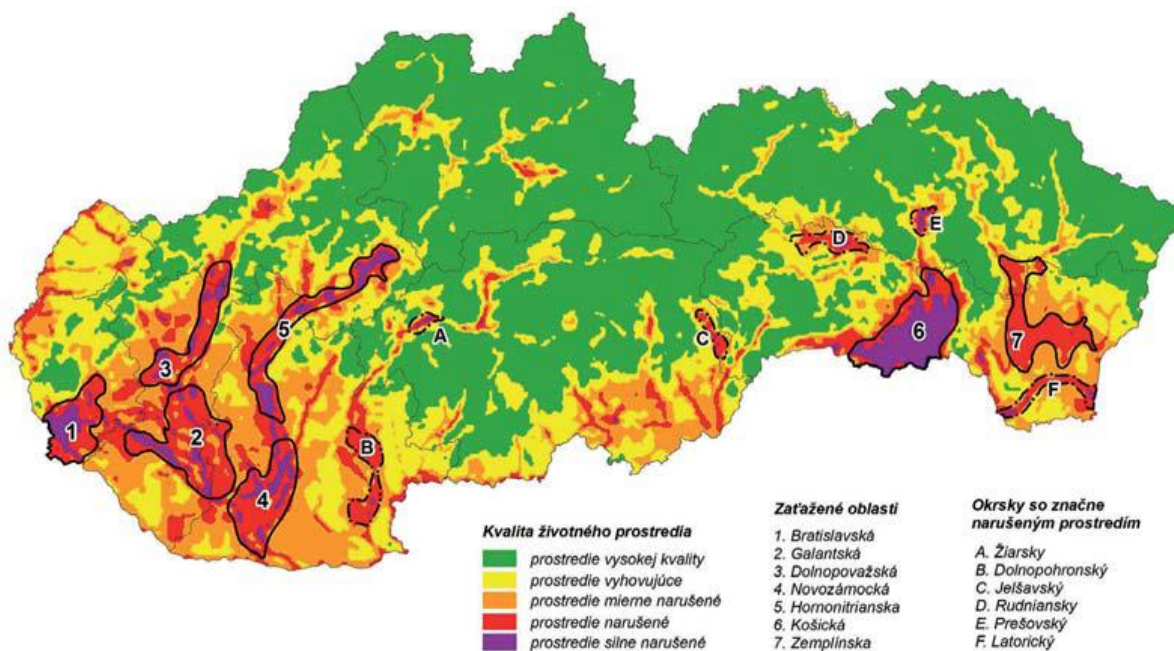 1
2
3
4
5
6
7
A
B
C
D
E
F
Kvalita životného prostredia
prostredie vysokej kvality
prostredie vyhovujúce
prostredie mierne narušené
prostredie narušené
prostredie silne narušené
Zaťažené oblasti
1. Bratislavská
2. Galantská
3. Dolnopovažská
4. Novozámocká
5. Hornonitrianska
6. Košická
7. Zemplínska
Okrsky so značne
narušeným prostredím
A. Žiarsky
B. Dolnopohronský
C. Jelšavský
D. Rudniansky
E. Prešovský
F. Latorický